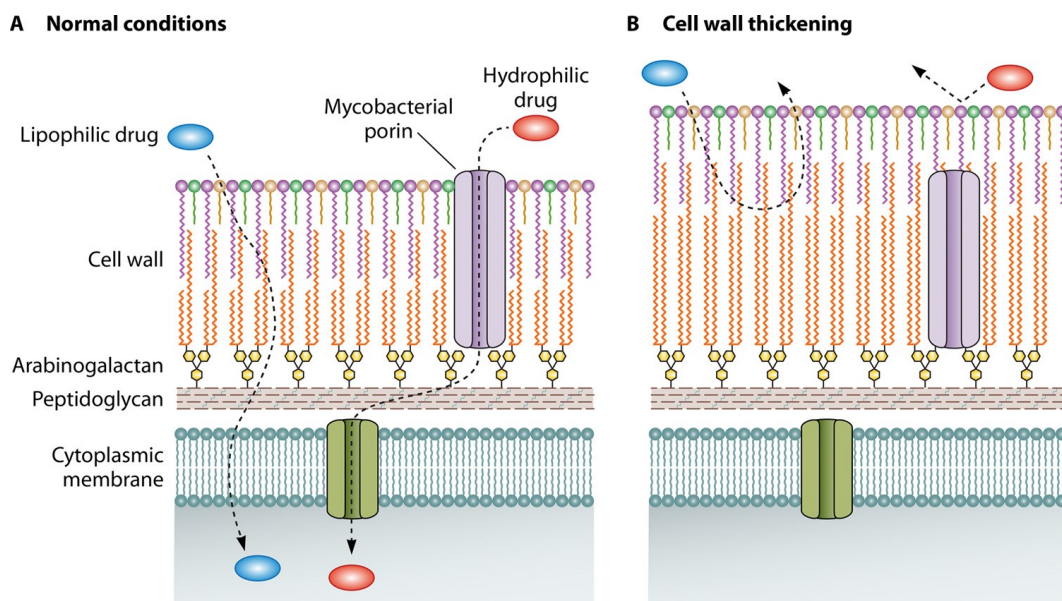 A Normal conditions
Hydrophilic
drug
Mycobacterial
porin
Lipophilic drug
Cell wall
Arabinogalactan
Peptidoglycan
Cytoplasmic
membrane
B Cell wall thickening